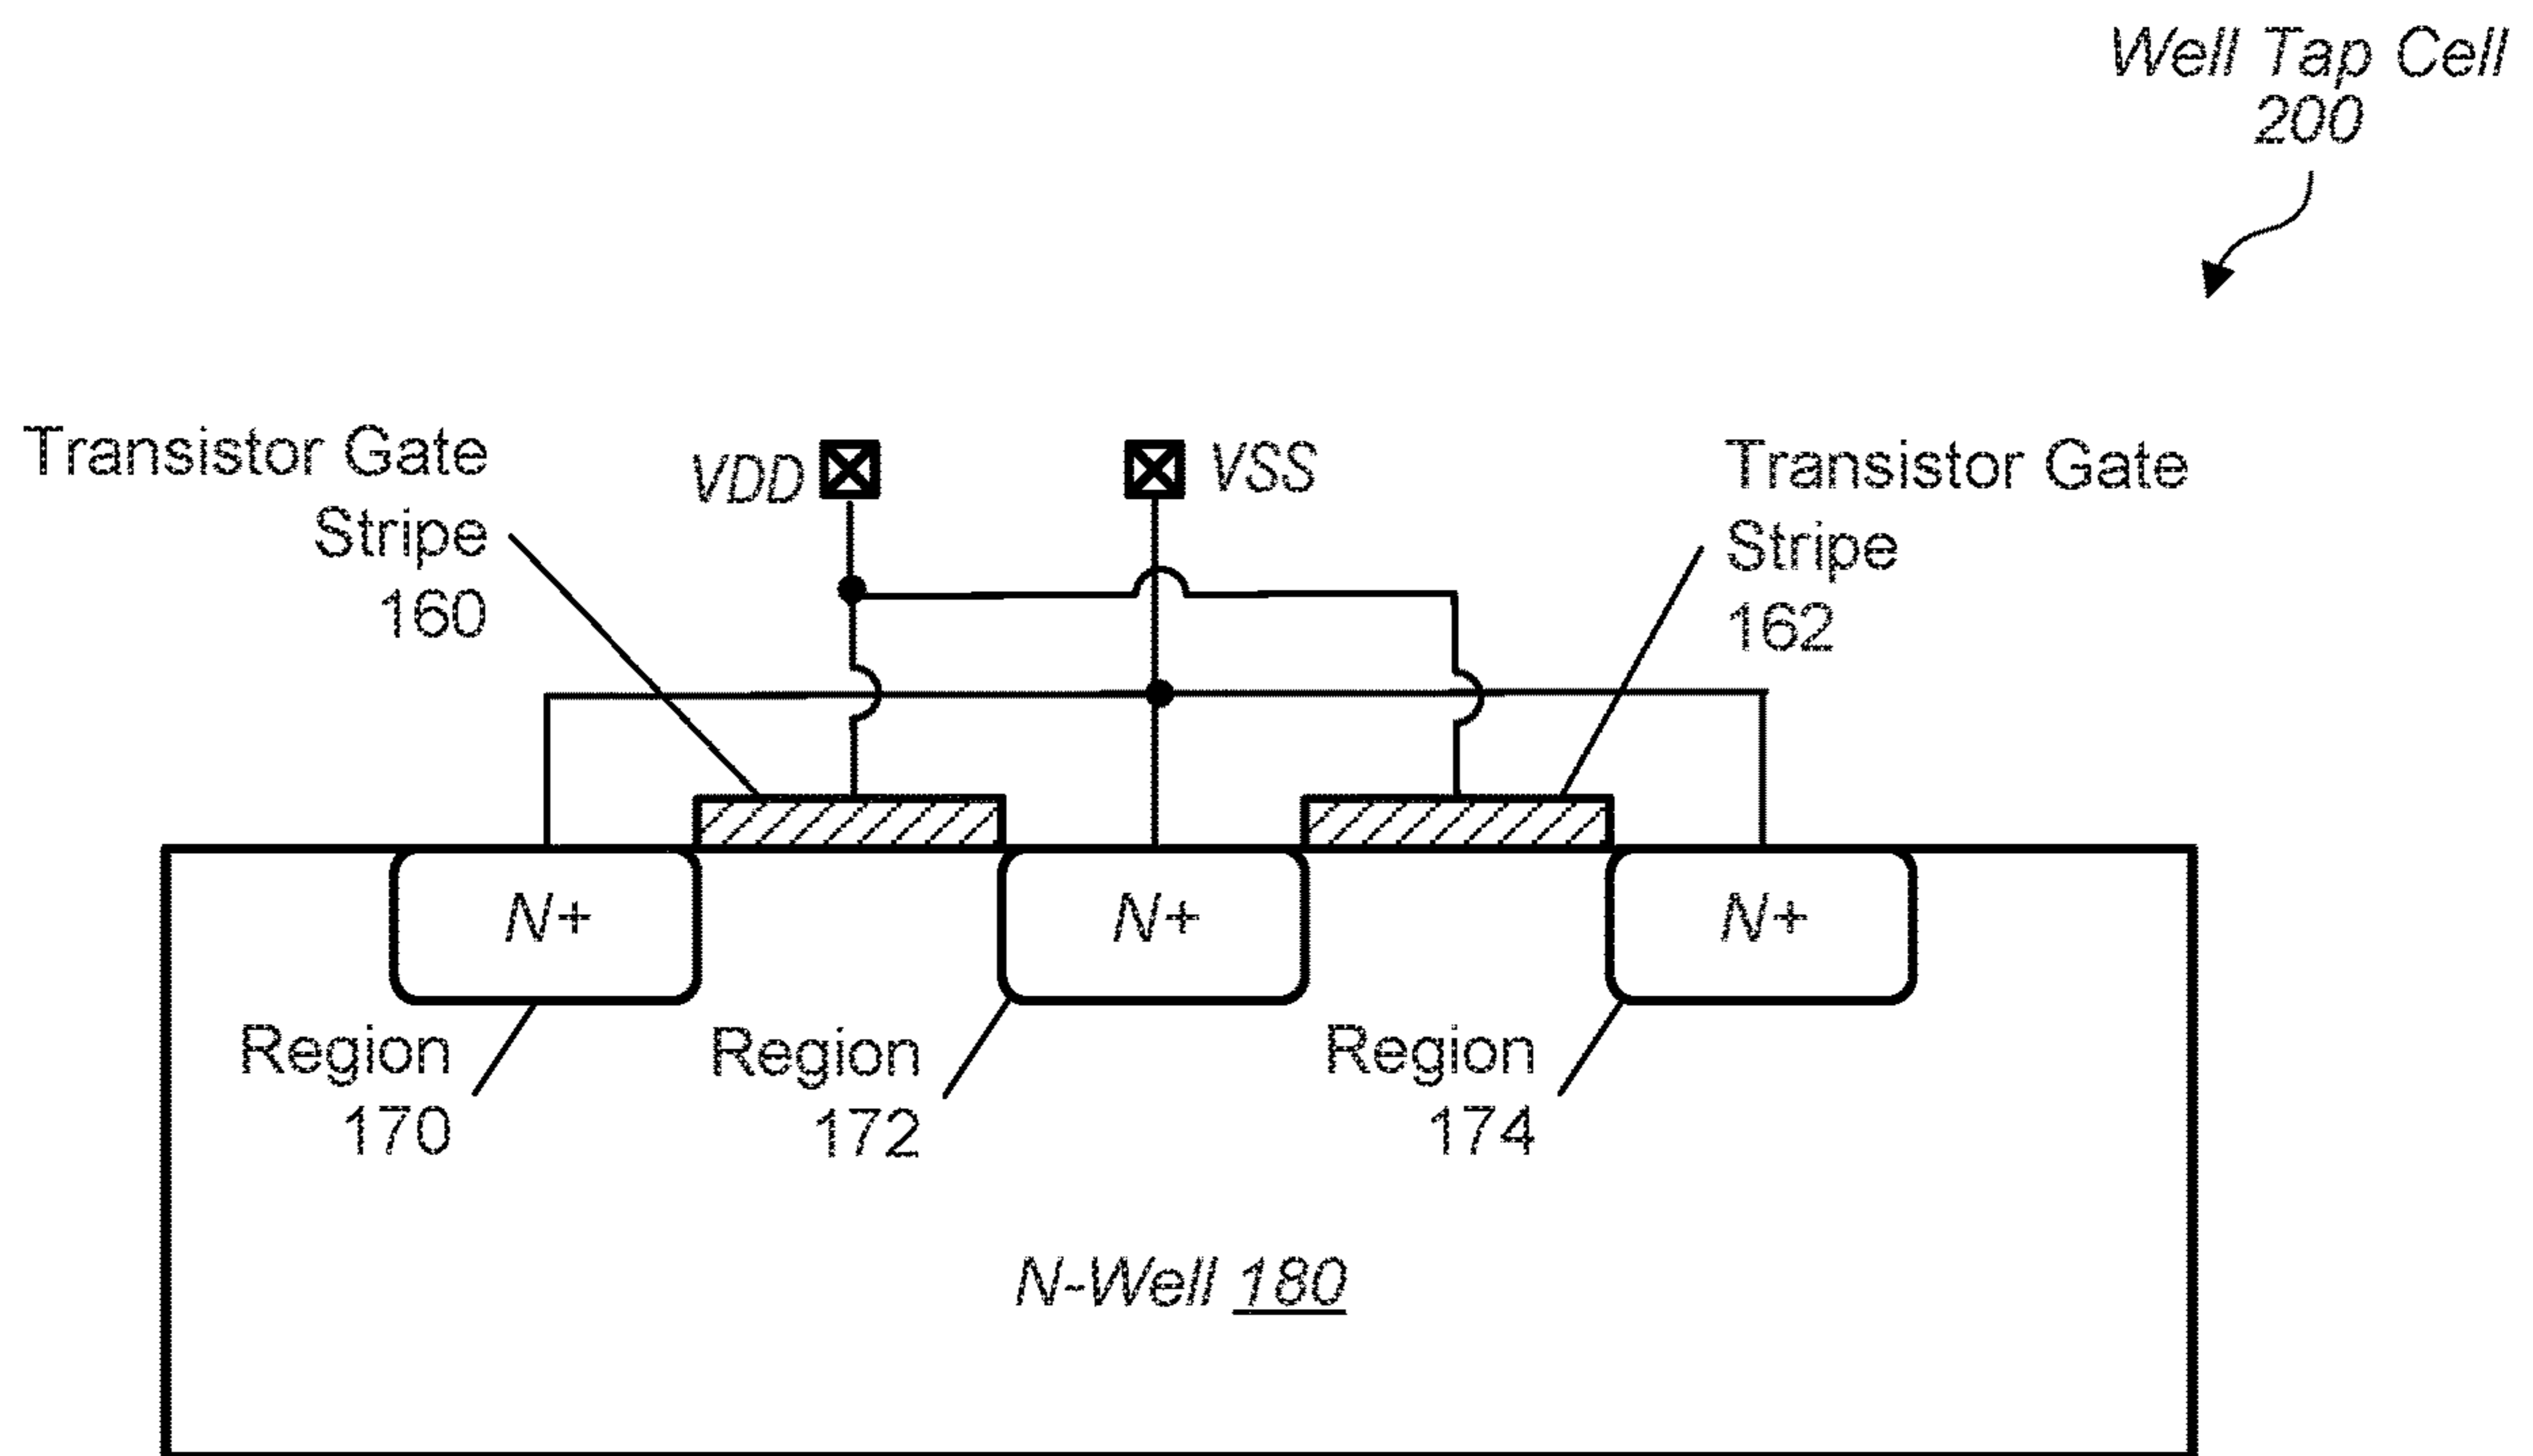 Well Tap Cell
200
Transistor Gate
Stripe
160
VDD
VSS
Transistor Gate
Stripe
162
N+
N+
N+
Region
170
Region
172
Region
174
N-Well 180